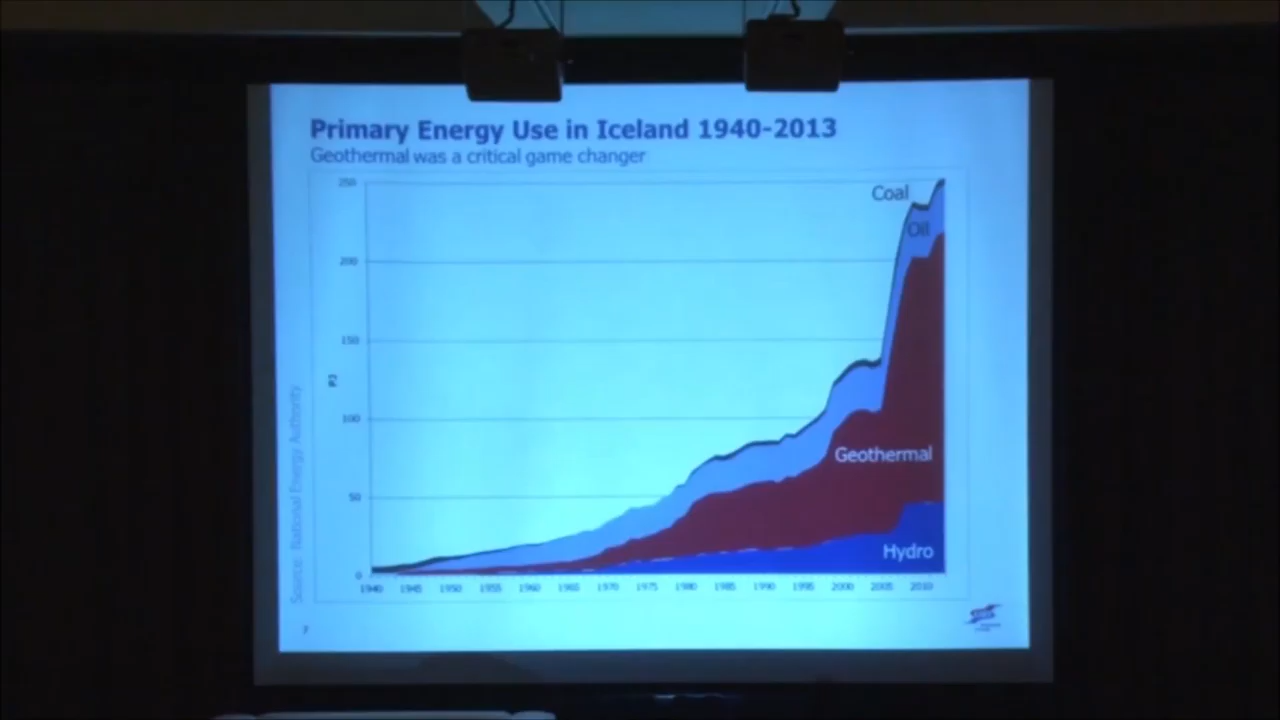 Primary Energy Use in Iceland 1940-2013
Geothermal was a critical game changer
250
200
150
100
50
0
PJ
Coal
Oil
Geothermal
Hydro
1940 1945 1950 1955 1960 1965 1970 1975 1980 1985 1990 1995 2000 2005 2010
Source: National Energy Authority
7